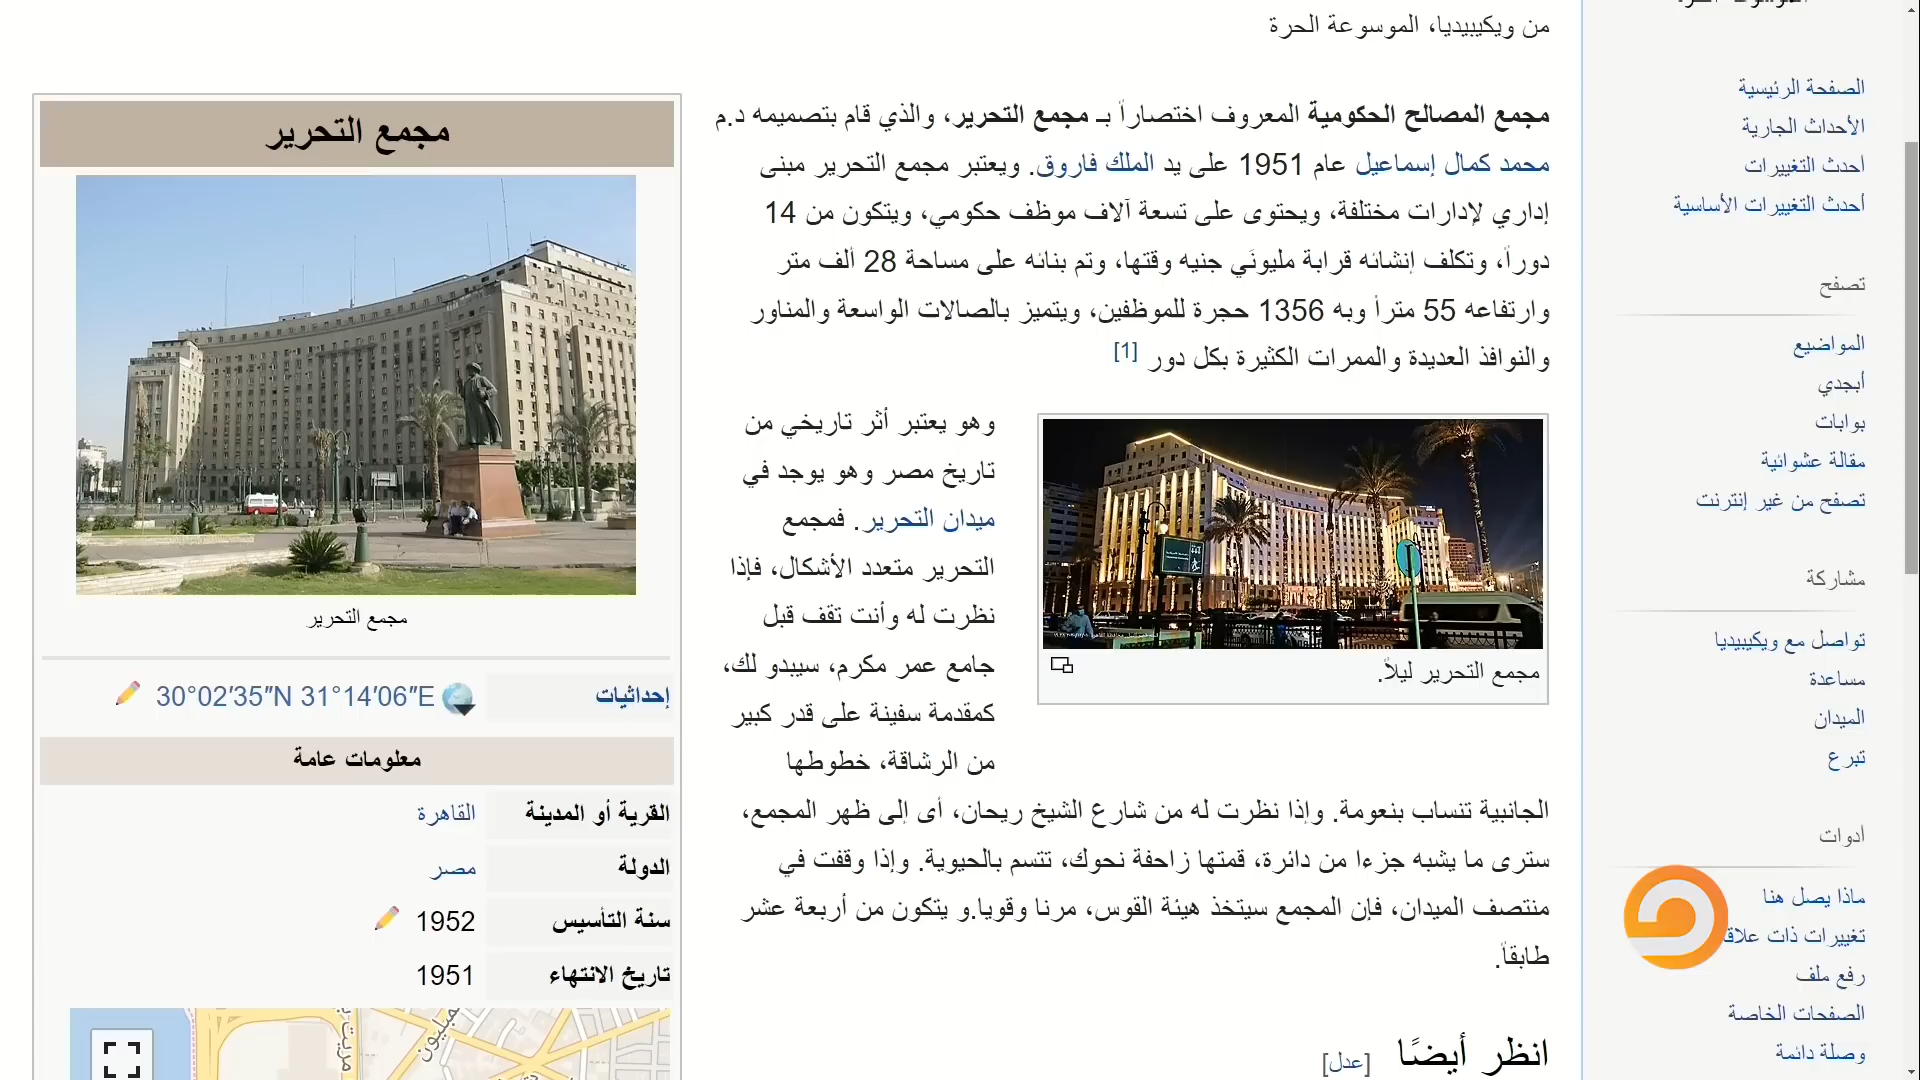 من ويكيبيديا، الموسوعة الحرة
مجمع المصالح الحكومية المعروف اختصاراً بـ مجمع التحرير، والذي قام بتصميمه د.م
محمد كمال إسماعيل عام 1951 على يد الملك فاروق. ويعتبر مجمع التحرير مبنى
إداري لإدارات مختلفة، ويحتوى على تسعة آلاف موظف حكومي، ويتكون من 14
دوراً، وتكلف إنشائه قرابة مليونَي جنيه وقتها، وتم بنائه على مساحة 28 ألف متر
وارتفاعه 55 متراً وبه 1356 حجرة للموظفين، ويتميز بالصالات الواسعة والمناور
والنوافذ العديدة والممرات الكثيرة بكل دور [1]
مجمع التحرير ليلاً.
وهو يعتبر أثر تاريخي من
تاريخ مصر وهو يوجد في
ميدان التحرير. فمجمع
التحرير متعدد الأشكال، فإذا
نظرت له وأنت تقف قبل
جامع عمر مكرم، سيبدو لك،
كمقدمة سفينة على قدر كبير
من الرشاقة، خطوطها
الجانبية تنساب بنعومة. وإذا نظرت له من شارع الشيخ ريحان، أى إلى ظهر المجمع،
سترى ما يشبه جزءا من دائرة، قمتها زاحفة نحوك، تتسم بالحيوية. وإذا وقفت في
منتصف الميدان، فإن المجمع سيتخذ هيئة القوس، مرنا وقويا.و يتكون من أربعة عشر
طابقاً.
انظر أيضًا [عدل]
مجمع التحرير
مجمع التحرير
إحداثيات 30°02′35″N 31°14′06″E
معلومات عامة
القرية أو المدينة القاهرة
الدولة مصر
سنة التأسيس 1952
تاريخ الانتهاء 1951
الصفحة الرئيسية
الأحداث الجارية
أحدث التغييرات
أحدث التغييرات الأساسية
تصفح
المواضيع
أبجدي
بوابات
مقالة عشوائية
تصفح من غير إنترنت
مشاركة
تواصل مع ويكيبيديا
مساعدة
الميدان
تبرع
أدوات
ماذا يصل هنا
تغييرات ذات علاقة
رفع ملف
الصفحات الخاصة
وصلة دائمة